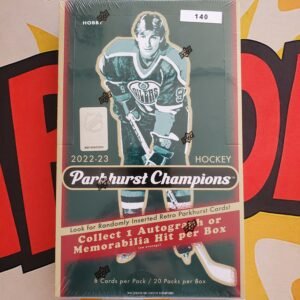 HOBBY
140
2022-23
HOCKEY
Parkhurst Champions
Look for Randomly Inserted Retro Parkhurst Cards!
Collect 1 Autograph or
Memorabilia Hit per Box
8 Cards per Pack / 20 Packs per Box